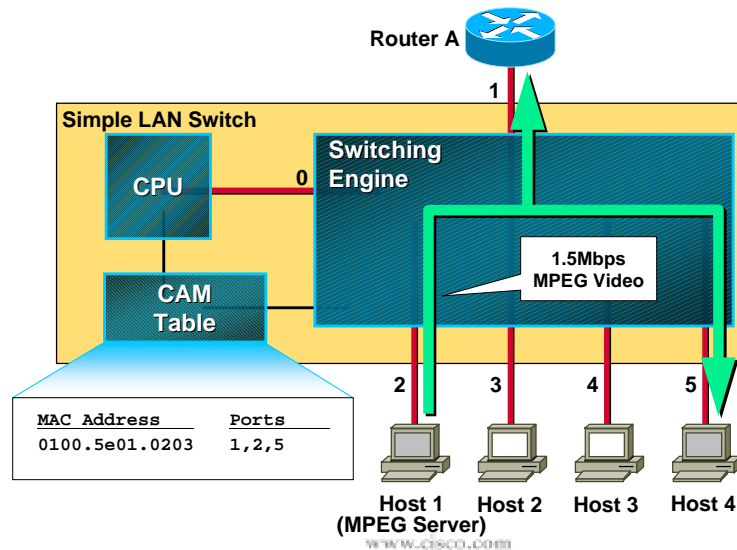 Router A
1
Simple LAN Switch
CPU
0
Switching
Engine
1.5Mbps
MPEG Video
CAM
Table
2
3
4
5
MAC Address Ports
0100.5e01.0203 1,2,5
Host 1
(MPEG Server)
Host 2
Host 3
Host 4
www.cisco.com